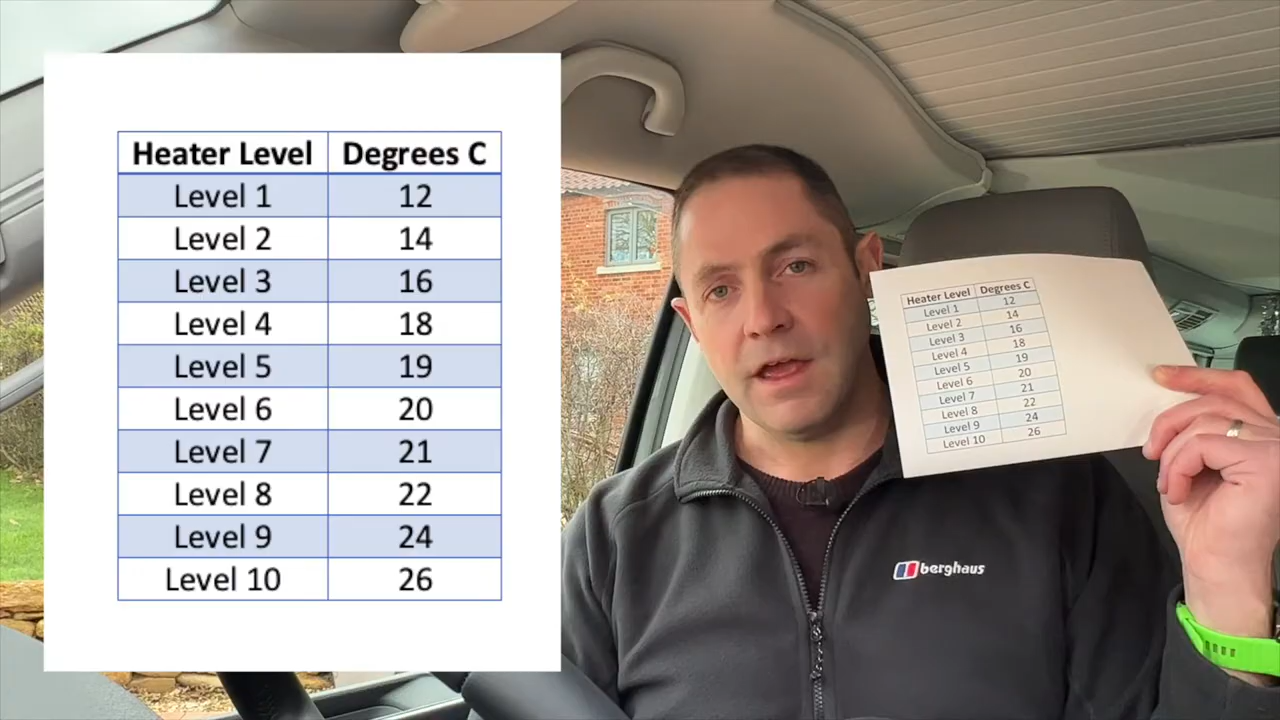 Heater Level Degrees C
Level 1 12
Level 2 14
Level 3 16
Level 4 18
Level 5 19
Level 6 20
Level 7 21
Level 8 22
Level 9 24
Level 10 26
Heater Level Degrees C
Level 1 12
Level 2 14
Level 3 16
Level 4 18
Level 5 19
Level 6 20
Level 7 21
Level 8 22
Level 9 24
Level 10 26
berghaus